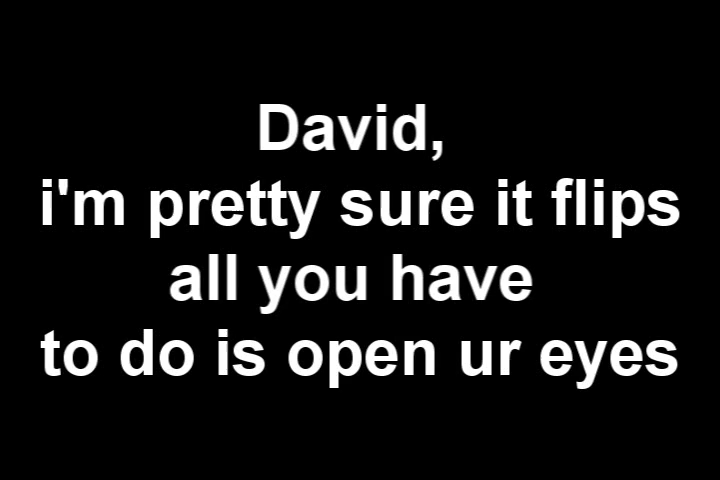 David,
i'm pretty sure it flips
all you have
to do is open ur eyes